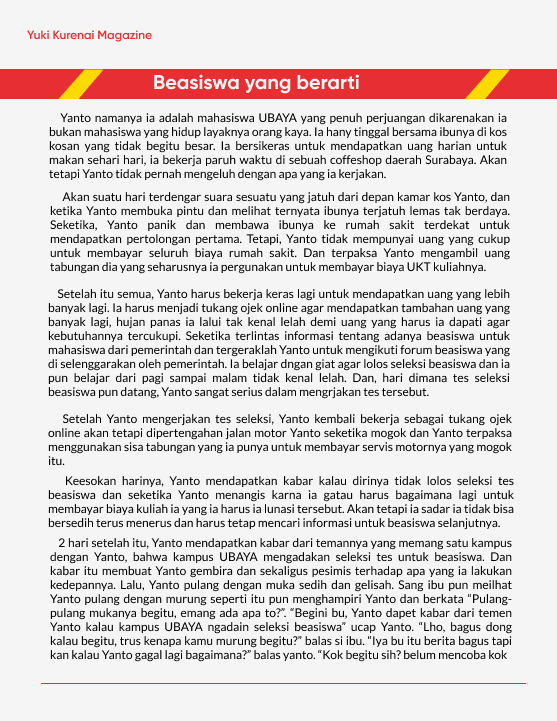 Yuki Kurenai Magazine
Beasiswa yang berarti
Yanto namanya ia adalah mahasiswa UBAYA yang penuh perjuangan dikarenakan ia
bukan mahasiswa yang hidup layaknya orang kaya. Ia hany tinggal bersama ibunya di kos
kosan yang tidak begitu besar. Ia bersikeras untuk mendapatkan uang harian untuk
makan sehari hari, ia bekerja paruh waktu di sebuah coffeshop daerah Surabaya. Akan
tetapi Yanto tidak pernah mengeluh dengan apa yang ia kerjakan.
Akan suatu hari terdengar suara sesuatu yang jatuh dari depan kamar kos Yanto, dan
ketika Yanto membuka pintu dan melihat ternyata ibunya terjatuh lemas tak berdaya.
Seketika, Yanto panik dan membawa ibunya ke rumah sakit terdekat untuk
mendapatkan pertolongan pertama. Tetapi, Yanto tidak mempunyai uang yang cukup
untuk membayar seluruh biaya rumah sakit. Dan terpaksa Yanto mengambil uang
tabungan dia yang seharusnya ia pergunakan untuk membayar biaya UKT kuliahnya.
Setelah itu semua, Yanto harus bekerja keras lagi untuk mendapatkan uang yang lebih
banyak lagi. Ia harus menjadi tukang ojek online agar mendapatkan tambahan uang yang
banyak lagi, hujan panas ia lalui tak kenal lelah demi uang yang harus ia dapati agar
kebutuhannya tercukupi. Seketika terlintas informasi tentang adanya beasiswa untuk
mahasiswa dari pemerintah dan tergeraklah Yanto untuk mengikuti forum beasiswa yang
di selenggarakan oleh pemerintah. Ia belajar dngan giat agar lolos seleksi beasiswa dan ia
pun belajar dari pagi sampai malam tidak kenal lelah. Dan, hari dimana tes seleksi
beasiswa pun datang, Yanto sangat serius dalam mengrjakan tes tersebut.
Setelah Yanto mengerjakan tes seleksi, Yanto kembali bekerja sebagai tukang ojek
online akan tetapi dipertengahan jalan motor Yanto seketika mogok dan Yanto terpaksa
menggunakan sisa tabungan yang ia punya untuk membayar servis motornya yang mogok
itu.
Keesokan harinya, Yanto mendapatkan kabar kalau dirinya tidak lolos seleksi tes
beasiswa dan seketika Yanto menangis karna ia gatau harus bagaimana lagi untuk
membayar biaya kuliah ia yang ia harus ia lunasi tersebut. Akan tetapi ia sadar ia tidak bisa
bersedih terus menerus dan harus tetap mencari informasi untuk beasiswa selanjutnya.
2 hari setelah itu, Yanto mendapatkan kabar dari temannya yang memang satu kampus
dengan Yanto, bahwa kampus UBAYA mengadakan seleksi tes untuk beasiswa. Dan
kabar itu membuat Yanto gembira dan sekaligus pesimis terhadap apa yang ia lakukan
kedepannya. Lalu, Yanto pulang dengan muka sedih dan gelisah. Sang ibu pun meilhat
Yanto pulang dengan murung seperti itu pun menghampiri Yanto dan berkata “Pulang-
pulang mukanya begitu, emang ada apa to?”. “Begini bu, Yanto dapet kabar dari temen
Yanto kalau kampus UBAYA ngadain seleksi beasiswa” ucap Yanto. “Lho, bagus dong
kalau begitu, trus kenapa kamu murung begitu?” balas si ibu. “Iya bu itu berita bagus tapi
kan kalau Yanto gagal lagi bagaimana?” balas yanto. “Kok begitu sih? belum mencoba kok